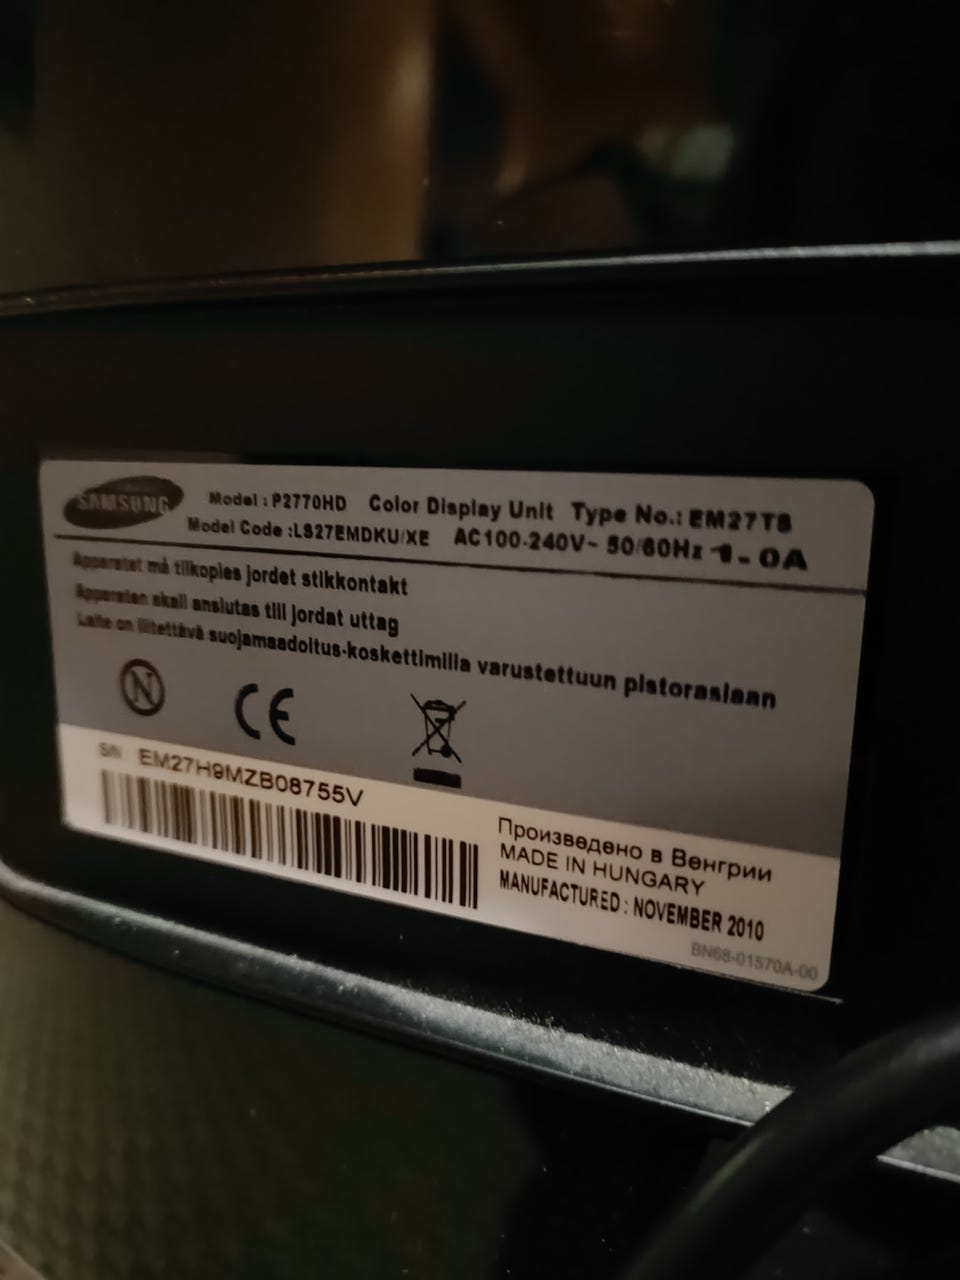 SAMSUNG
Model : P2770HD Color Display Unit Type No.: EM27TS
Model Code :LS27EMDKU/XE AC100-240V~ 50/60Hz 1.0A
Apparatet må tilkoples jordet stikkontakt
Apparaten skall anslutas till jordat uttag
Laite on liitettävä suojamaadoitus-koskettimilla varustettuun pistorasiaan
N
CE
S/N EM27H9MZB08755V
Произведено в Венгрии
MADE IN HUNGARY
MANUFACTURED : NOVEMBER 2010
BN68-01570A-00